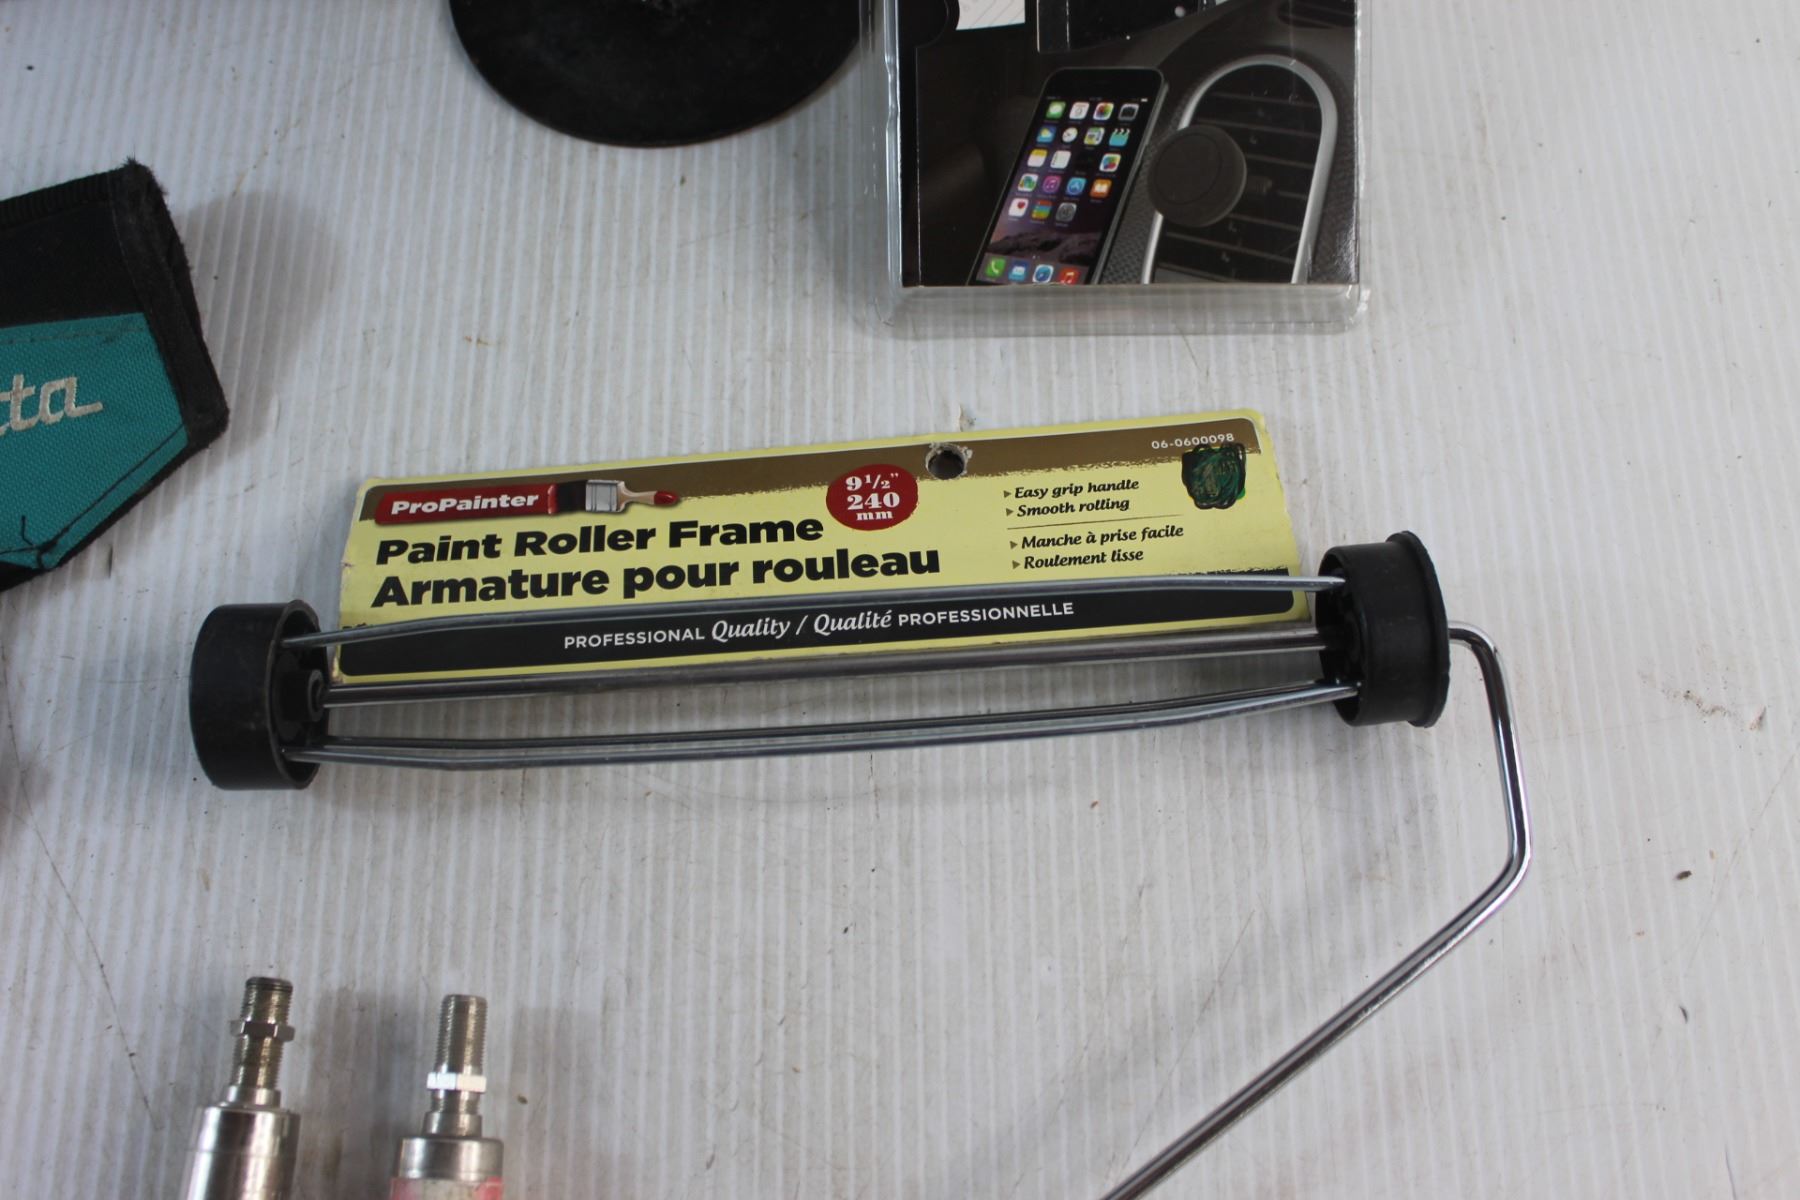 ta
06-0600098
ProPainter
9 1/2"
240
mm
Paint Roller Frame
Armature pour rouleau
Easy grip handle
Smooth rolling
Manche à prise facile
Roulement lisse
PROFESSIONAL Quality / Qualité PROFESSIONNELLE